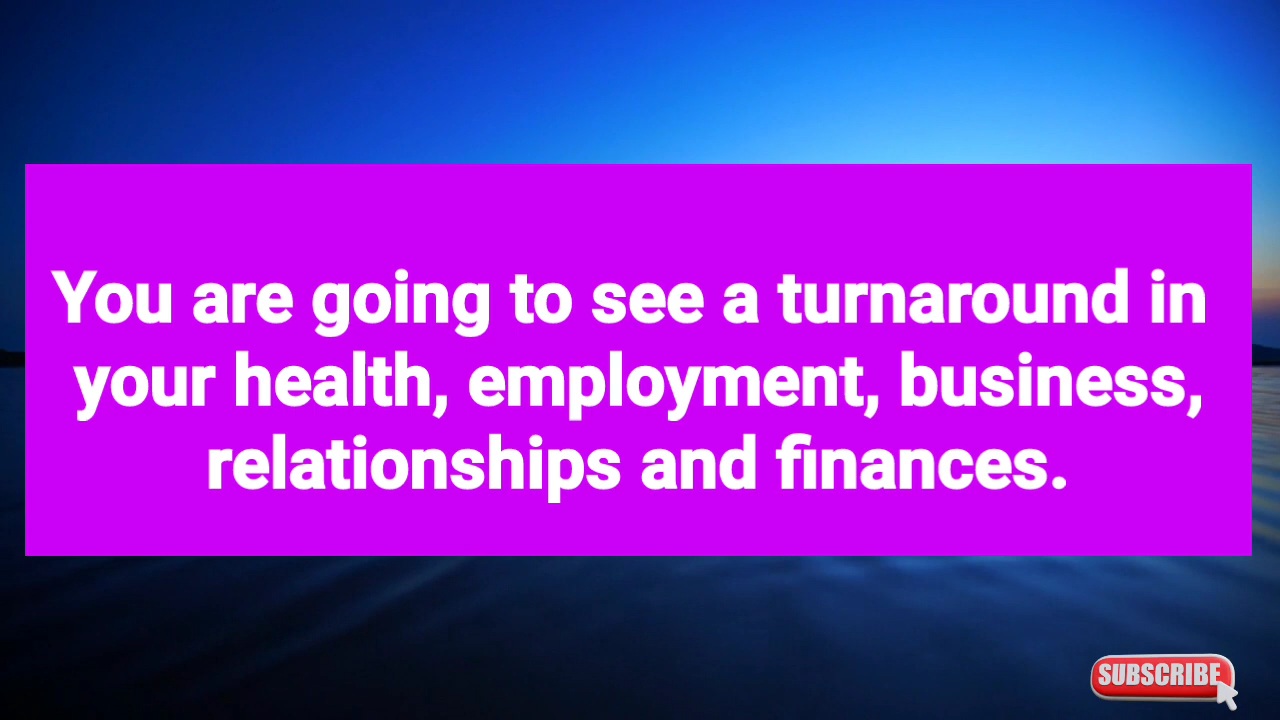 You are going to see a turnaround in
your health, employment, business,
relationships and finances.
SUBSCRIBE